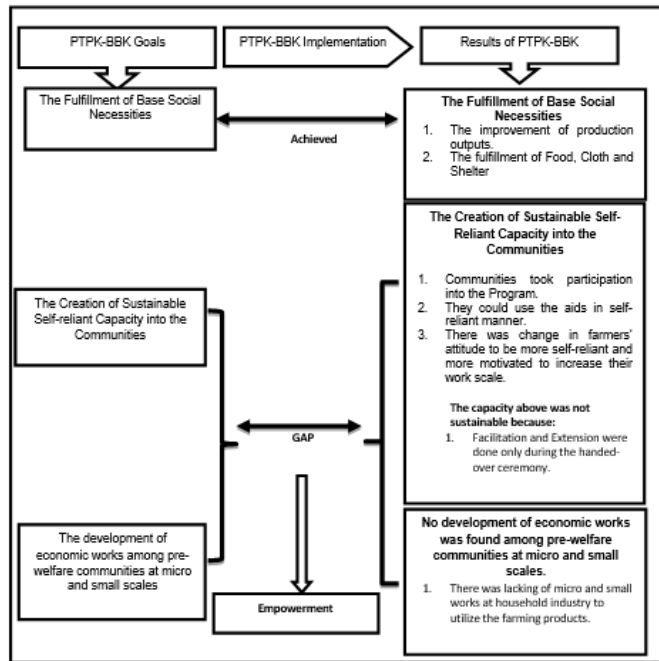 PTPK-BBK Goals
PTPK-BBK Implementation
Results of PTPK-BBK
The Fulfillment of Base Social
Necessities
Achieved
The Fulfillment of Base Social
Necessities
1. The improvement of production
outputs.
2. The fulfillment of Food, Cloth and
Shelter
The Creation of Sustainable
Self-reliant Capacity into the
Communities
The Creation of Sustainable Self-
Reliant Capacity into the
Communities
1. Communities took participation
into the Program.
2. They could use the aids in self-
reliant manner.
3. There was change in farmers'
attitude to be more self-reliant and
more motivated to increase their
work scale.
The capacity above was not
sustainable because:
1. Facilitation and Extension were
done only during the handed-
over ceremony.
GAP
The development of
economic works among pre-
welfare communities at micro
and small scales
Empowerment
No development of economic works
was found among pre-welfare
communities at micro and small
scales.
1. There was lacking of micro and small
works at household industry to
utilize the farming products.